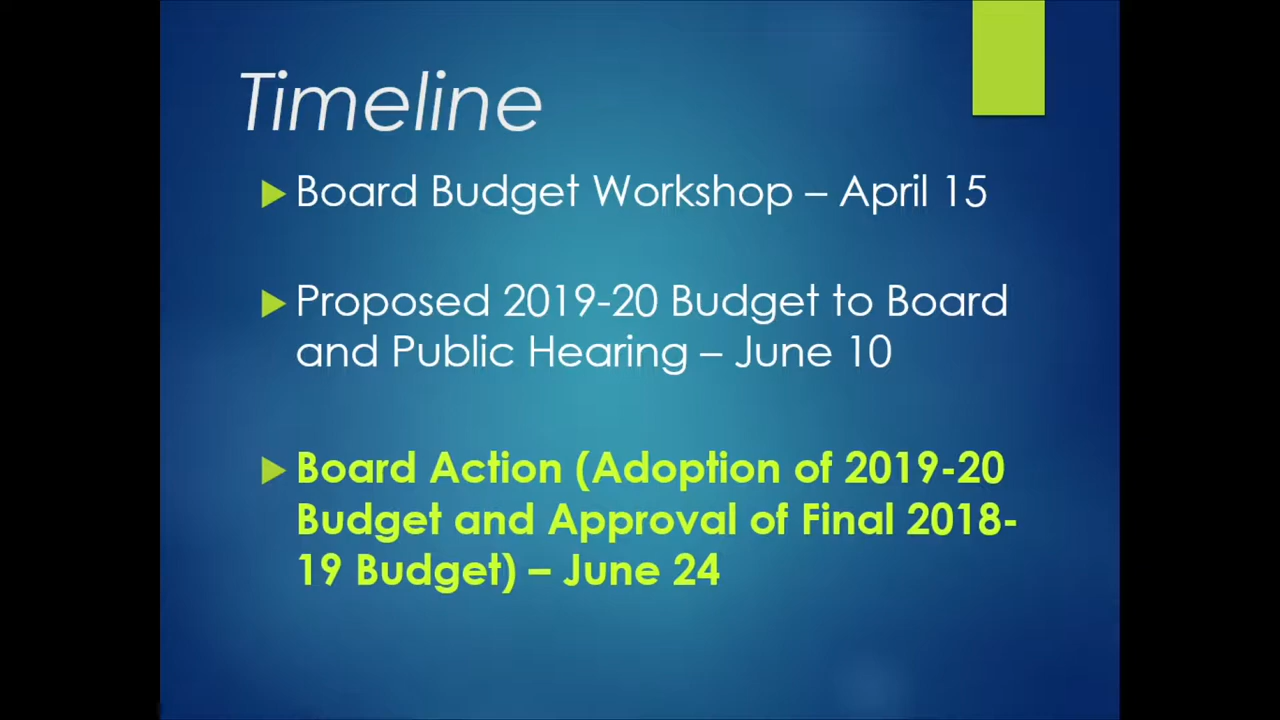 Timeline
Board Budget Workshop – April 15
Proposed 2019-20 Budget to Board
and Public Hearing – June 10
Board Action (Adoption of 2019-20
Budget and Approval of Final 2018-
19 Budget) – June 24